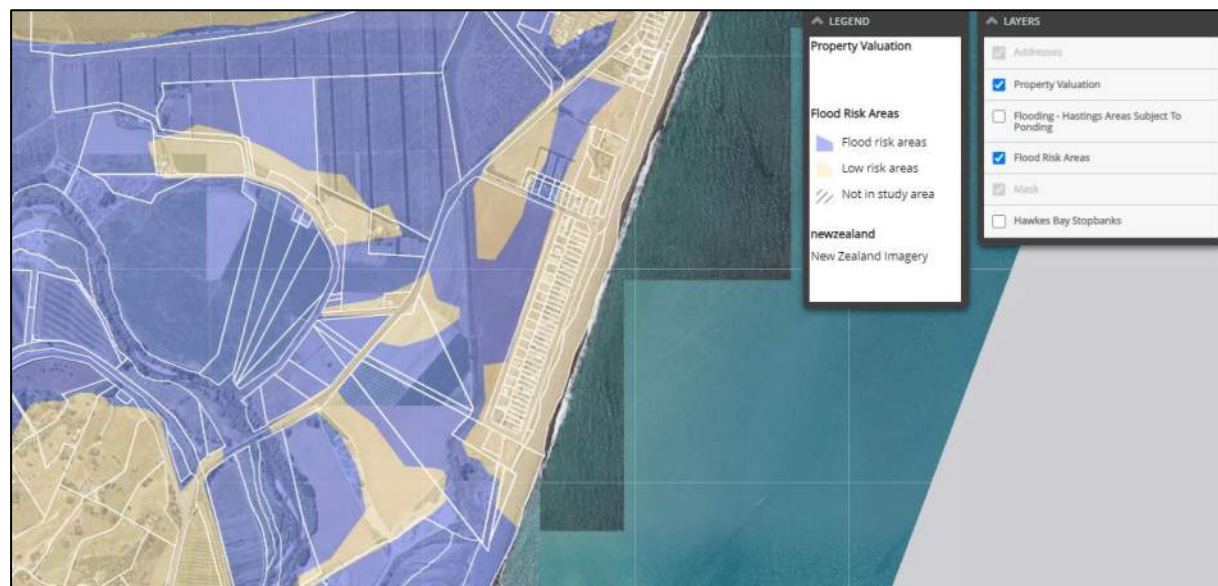 LEGEND
Property Valuation
Flood Risk Areas
Flood risk areas
Low risk areas
Not in study area
newzealand
New Zealand Imagery
LAYERS
Addresses
Property Valuation
Flooding - Hastings Areas Subject To
Ponding
Flood Risk Areas
Mask
Hawkes Bay Stopbanks